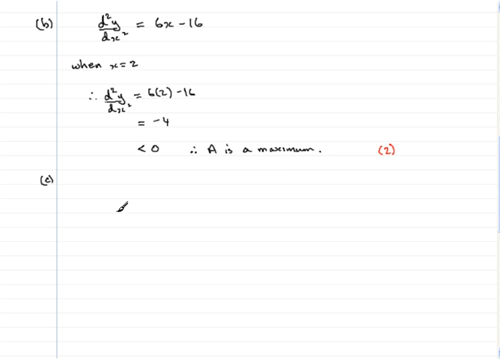 (b) d²y/dx² = 6x - 16
when x = 2
∴ d²y/dx² = 6(2) - 16
= -4
< 0 ∴ A is a maximum. (2)
(c)